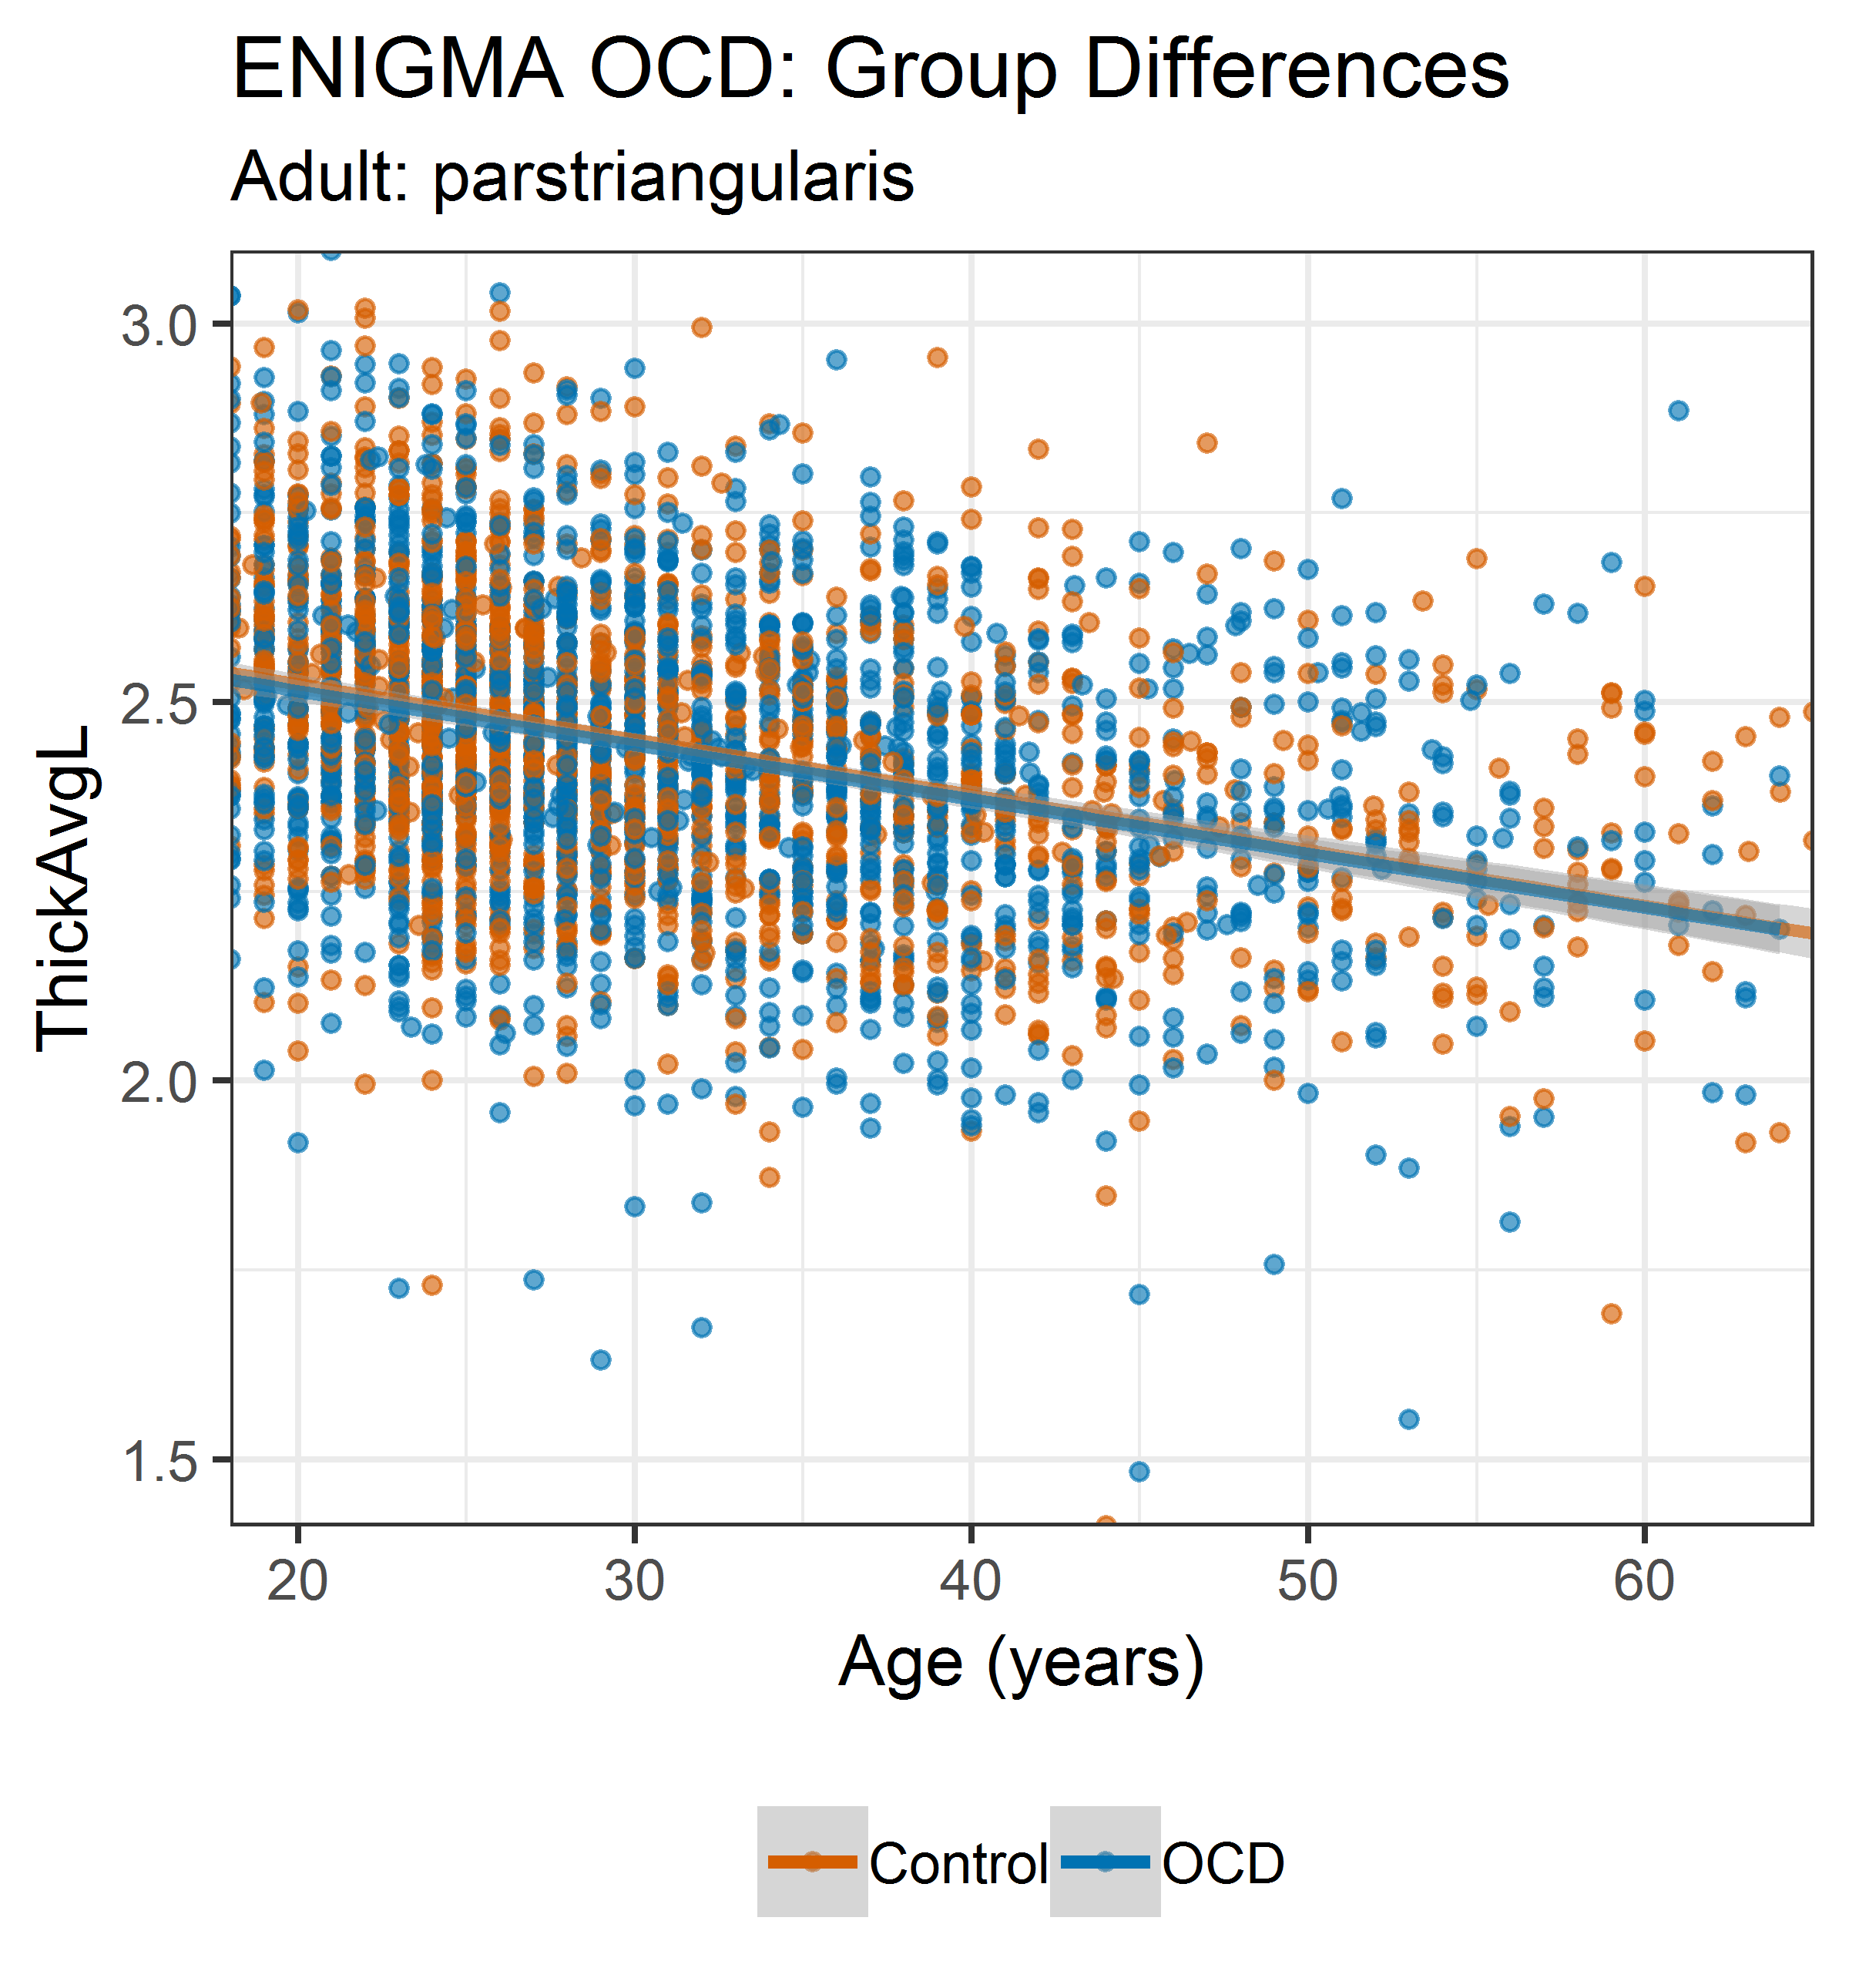 ENIGMA OCD: Group Differences
Adult: parstriangularis
ThickAvgL
3.0
2.5
2.0
1.5
20 30 40 50 60
Age (years)
Control OCD